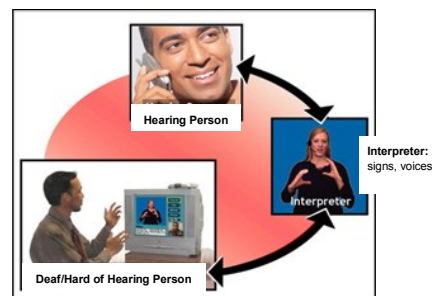 Hearing Person
Interpreter:
signs, voices
Interpreter
Deaf/Hard of Hearing Person